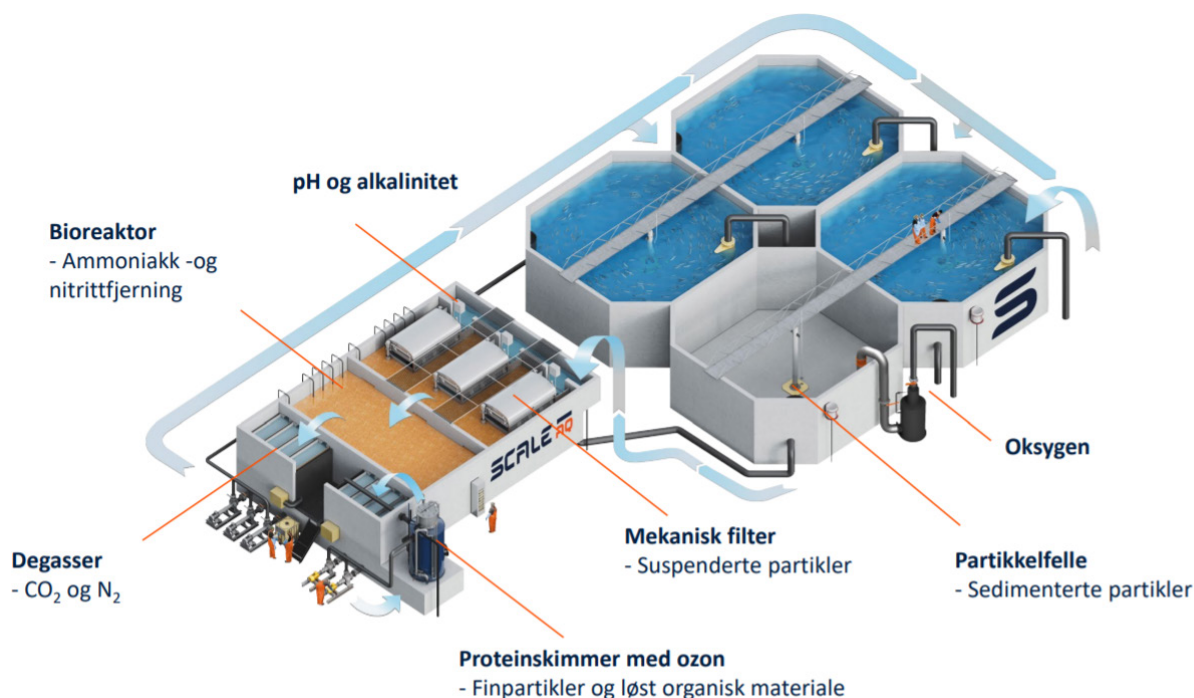 pH og alkalinitet
Bioreaktor
- Ammoniakk -og
nitrittfjerning
SCALE AQ
Oksygen
Mekanisk filter
- Suspenderte partikler
Partikkelfelle
- Sedimenterte partikler
Degasser
- CO₂ og N₂
Proteinskimmer med ozon
- Finpartikler og løst organisk materiale